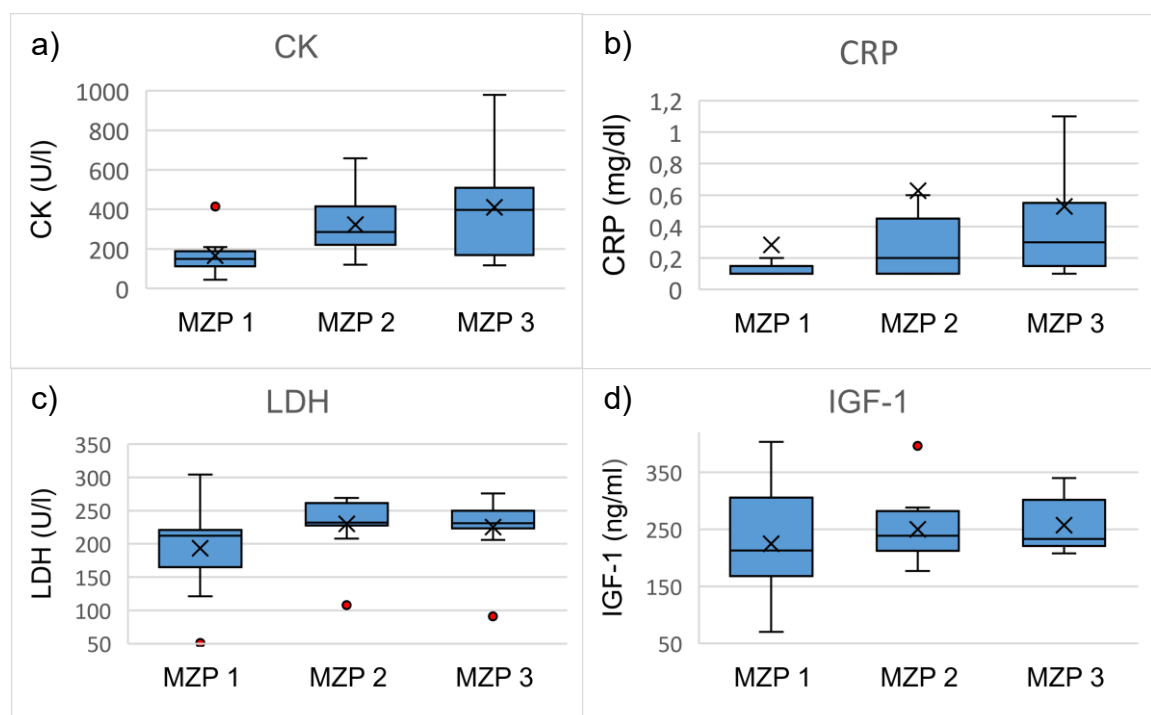 a)
CK
CK (U/l)
1000
800
600
400
200
0
MZP 1 MZP 2 MZP 3
b)
CRP
CRP (mg/dl)
1,2
1
0,8
0,6
0,4
0,2
0
MZP 1 MZP 2 MZP 3
c)
LDH
LDH (U/l)
350
300
250
200
150
100
50
MZP 1 MZP 2 MZP 3
d)
IGF-1
IGF-1 (ng/ml)
350
250
150
50
MZP 1 MZP 2 MZP 3